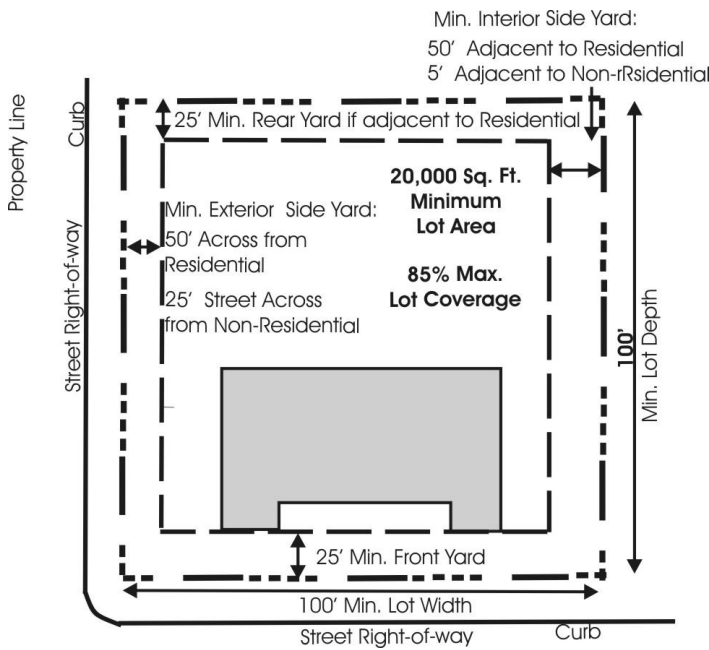 Min. Interior Side Yard:
50' Adjacent to Residential
5' Adjacent to Non-rRsidential
Property Line
Curb
25' Min. Rear Yard if adjacent to Residential
20,000 Sq. Ft.
Minimum
Lot Area
Min. Exterior Side Yard:
50' Across from
Residential
85% Max.
Lot Coverage
25' Street Across
from Non-Residential
Street Right-of-way
100'
Min. Lot Depth
25' Min. Front Yard
100' Min. Lot Width
Street Right-of-way
Curb